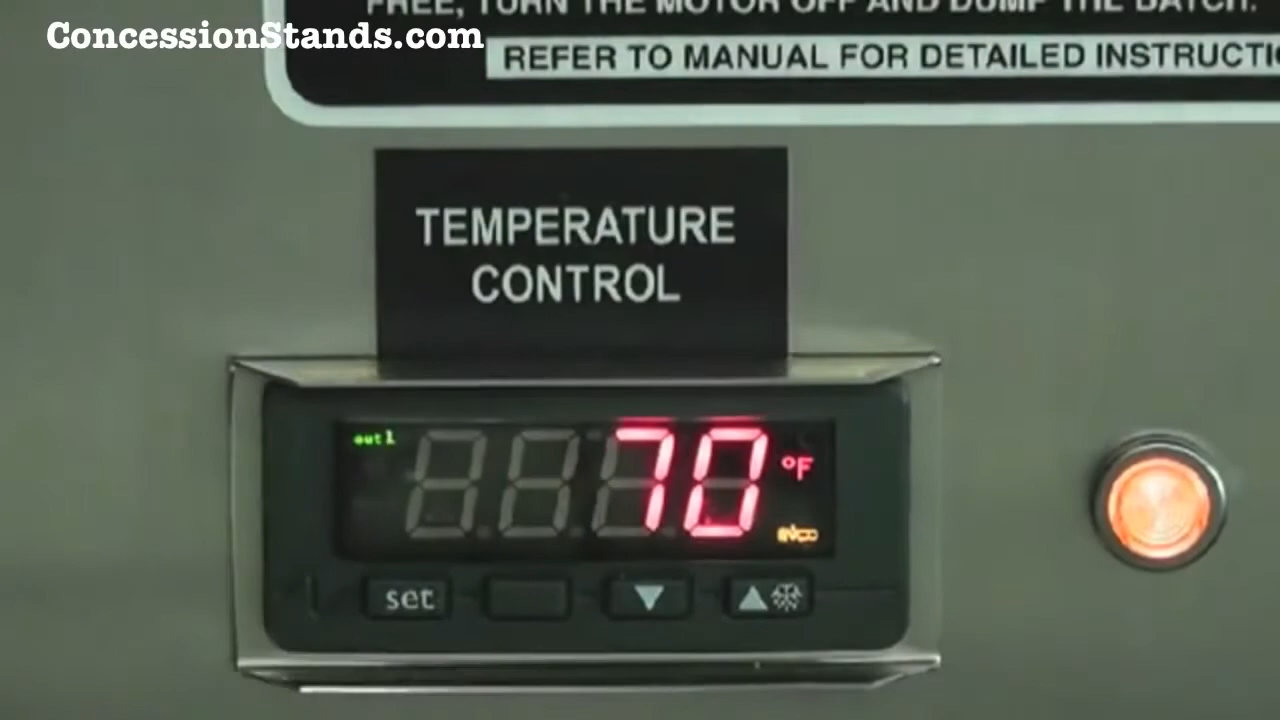 FREE, TURN THE MOTOR OFF AND DUMP THE BATCH.
ConcessionStands.com
REFER TO MANUAL FOR DETAILED INSTRUCTIO
TEMPERATURE
CONTROL
out1
70 °F
set